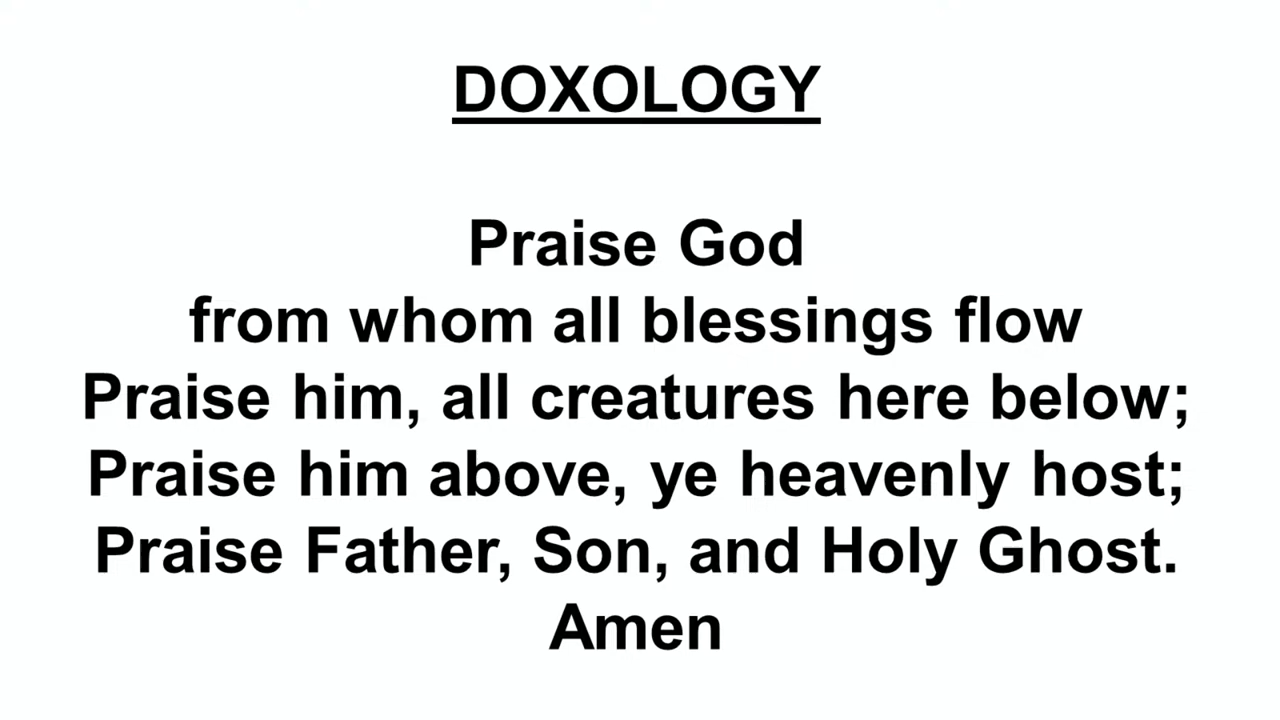 DOXOLOGY
Praise God
from whom all blessings flow
Praise him, all creatures here below;
Praise him above, ye heavenly host;
Praise Father, Son, and Holy Ghost.
Amen